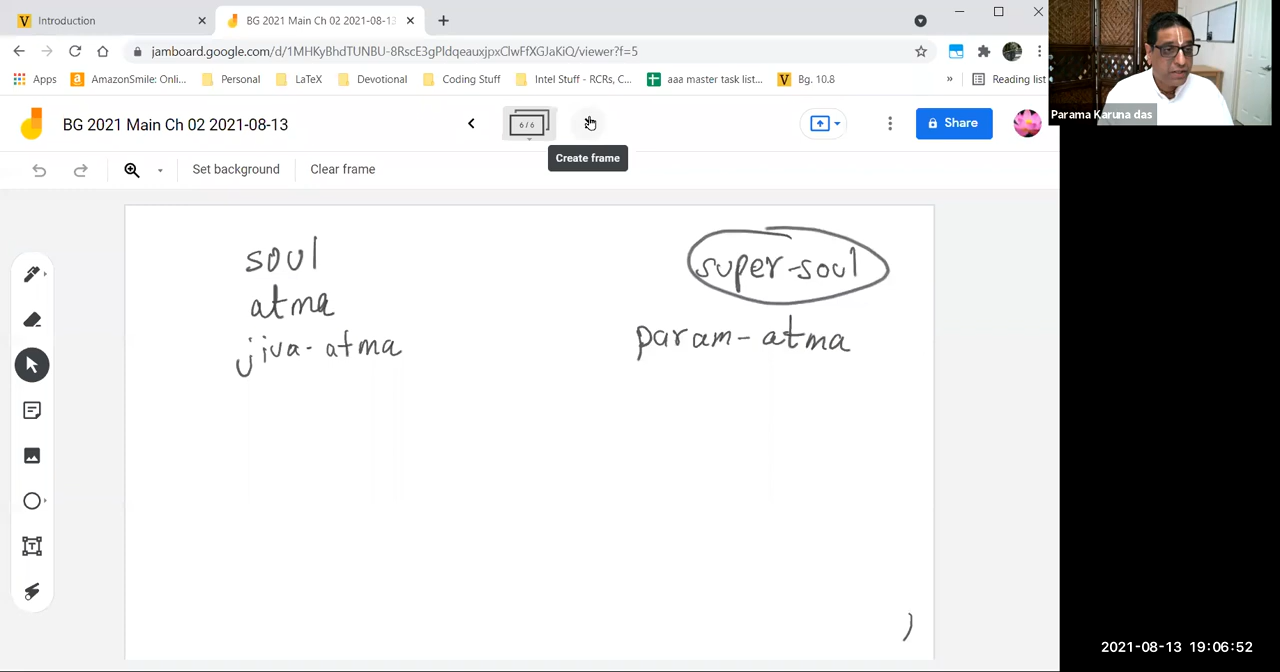 Introduction
BG 2021 Main Ch 02 2021-08-13
jamboard.google.com/d/1MHKyBhdTUNBU-8RscE3gPldqeauxjpxClwFfXGJaKiQ/viewer?f=5
Apps
AmazonSmile: Onli...
Personal
LaTeX
Devotional
Coding Stuff
Intel Stuff - RCRs, C...
aaa master task list...
Bg. 10.8
»
Reading list
Parama Karuna das
BG 2021 Main Ch 02 2021-08-13
6/6
Share
Create frame
Set background
Clear frame
soul
super-soul
atma
param-atma
jiva-atma
2021-08-13 19:06:52